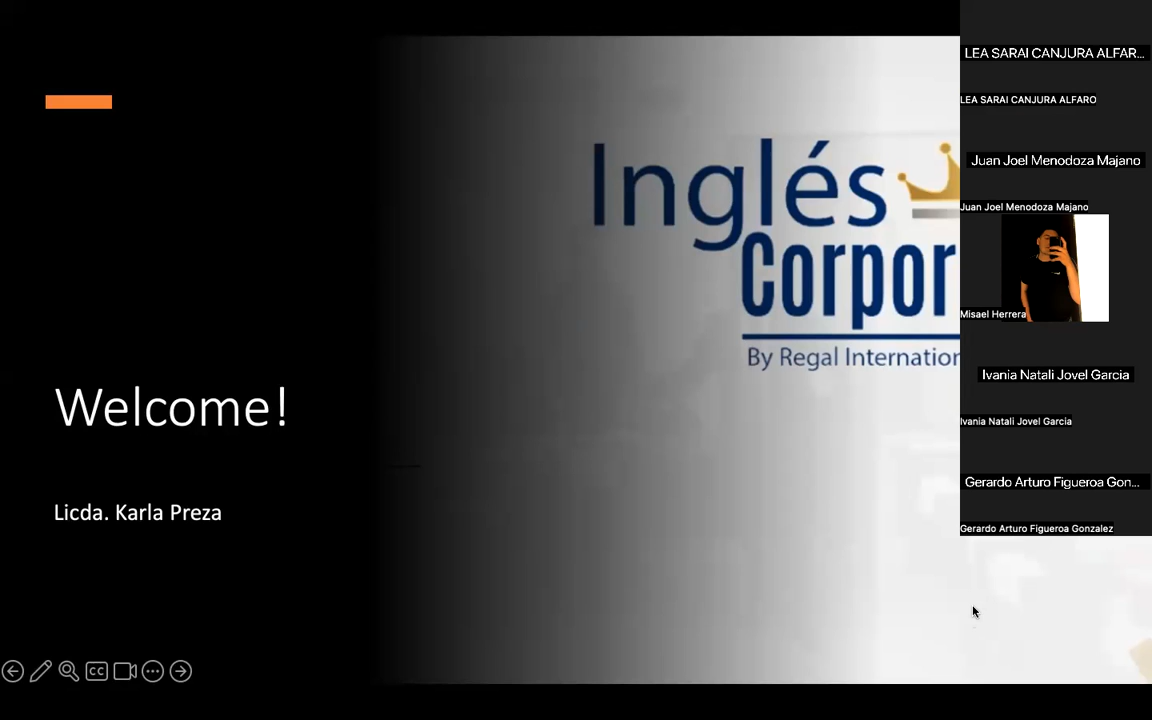 Welcome!
Licda. Karla Preza
Inglés
Corpor
By Regal Internation
LEA SARAI CANJURA ALFAR...
LEA SARAI CANJURA ALFARO
Juan Joel Menodoza Majano
Juan Joel Menodoza Majano
Misael Herrera
Ivania Natali Jovel Garcia
Ivania Natali Jovel Garcia
Gerardo Arturo Figueroa Gon...
Gerardo Arturo Figueroa Gonzalez
CC